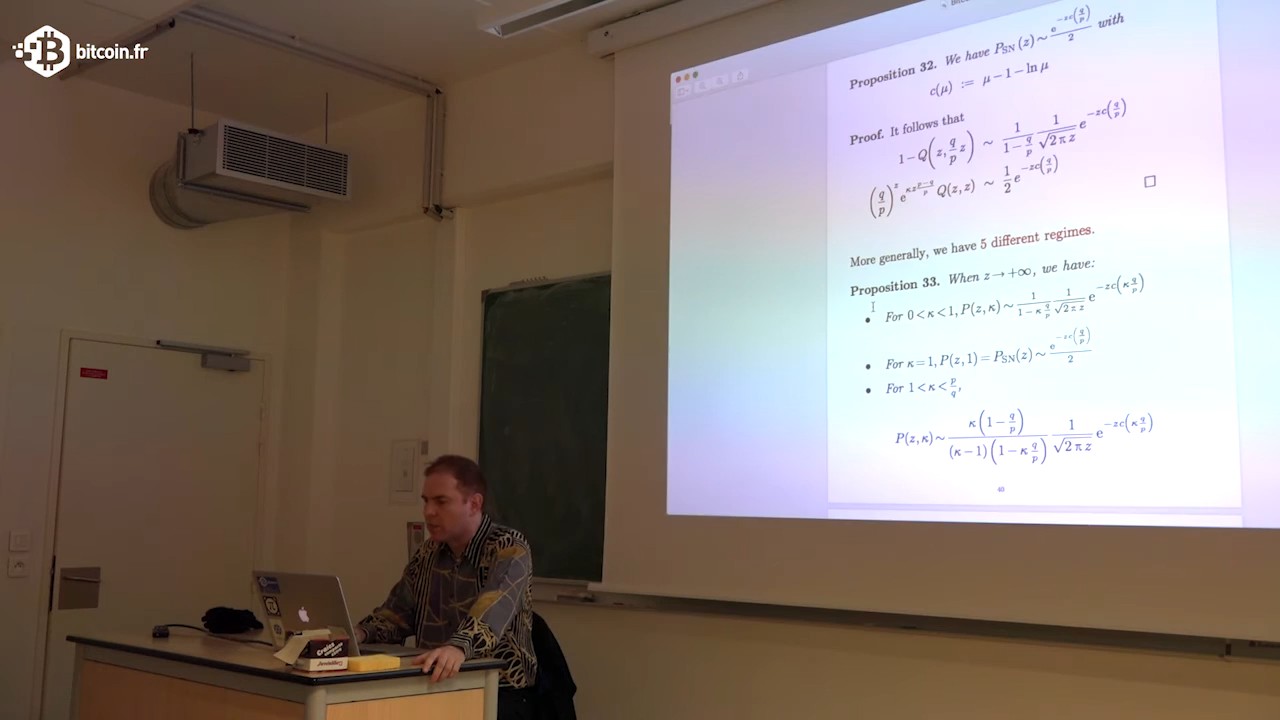 bitcoin.fr
Proposition 32. We have P_SN(z) ∼ e^{-zc(q/p)}/2 with
c(μ) := μ − 1 − ln μ
Proof. It follows that
1 − Q(z, q/p z) ∼ 1/(1 − q/p) 1/√(2πz) e^{-zc(q/p)}
(q/p)^z e^{κz (p−q)/p} Q(z, z) ∼ 1/2 e^{-zc(q/p)}
□
More generally, we have 5 different regimes.
Proposition 33. When z → +∞, we have:
• For 0 < κ < 1, P(z, κ) ∼ 1/(1 − κ q/p) 1/√(2πz) e^{-zc(κ q/p)}
• For κ = 1, P(z, 1) = P_SN(z) ∼ e^{-zc(q/p)}/2
• For 1 < κ < p/q,
P(z, κ) ∼ κ(1 − q/p)/((κ − 1)(1 − κ q/p)) 1/√(2πz) e^{-zc(κ q/p)}
40